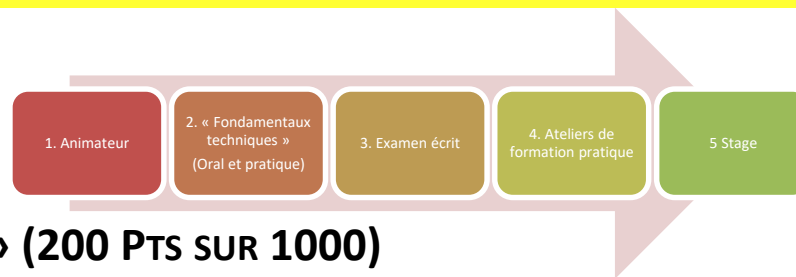 1. Animateur
2. « Fondamentaux
techniques »
(Oral et pratique)
3. Examen écrit
4. Ateliers de
formation pratique
5 Stage
» (200 PTS SUR 1000)